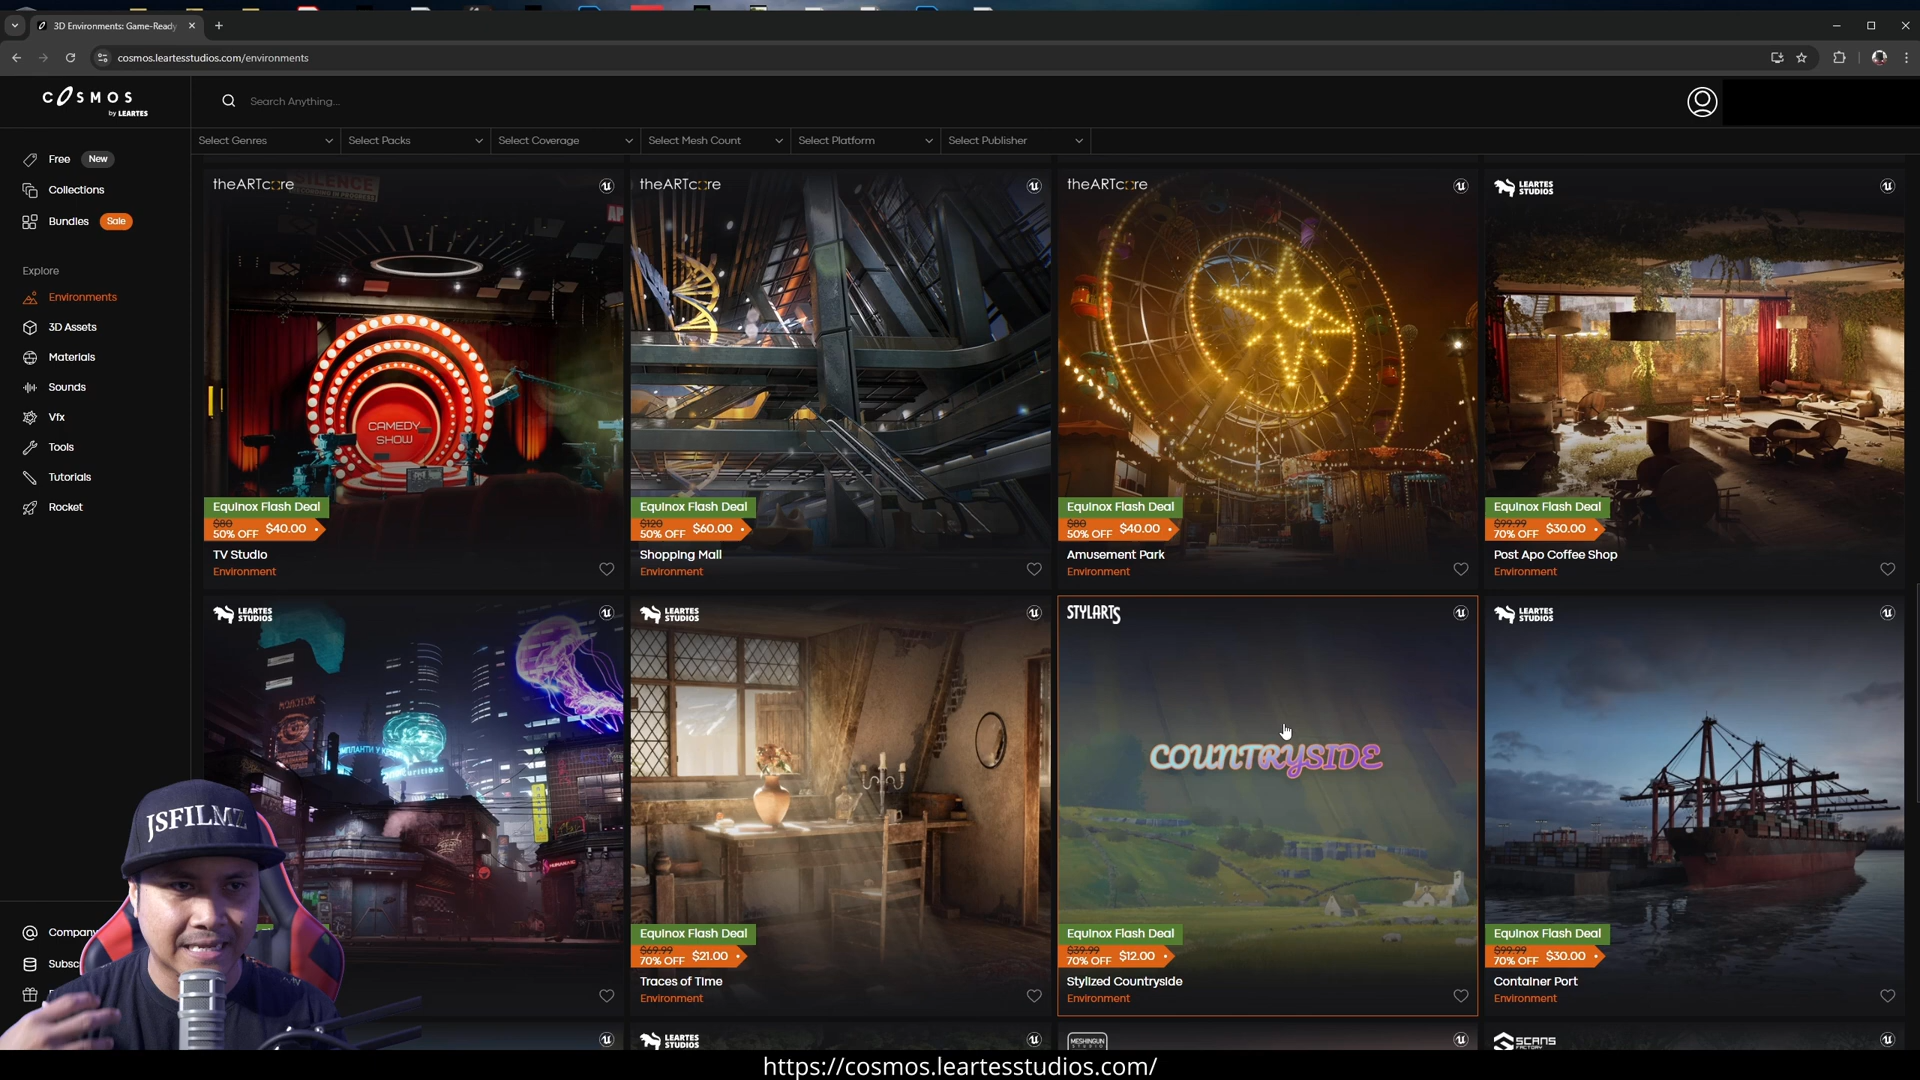 3D Environments: Game-Ready
cosmos.leartesstudios.com/environments
COSMOS
by LEARTES
Search Anything...
Select Genres
Select Packs
Select Coverage
Select Mesh Count
Select Platform
Select Publisher
Free New
Collections
Bundles Sale
Explore
Environments
3D Assets
Materials
Sounds
Vfx
Tools
Tutorials
Rocket
Company
theARTcore
SILENCE
CAMEDY
SHOW
Equinox Flash Deal
$80
50% OFF $40.00
TV Studio
Environment
theARTcore
Equinox Flash Deal
$120
50% OFF $60.00
Shopping Mall
Environment
theARTcore
Equinox Flash Deal
$80
50% OFF $40.00
Amusement Park
Environment
LEARTES
STUDIOS
Equinox Flash Deal
$99.99
70% OFF $30.00
Post Apo Coffee Shop
Environment
LEARTES
STUDIOS
LEARTES
STUDIOS
Equinox Flash Deal
$69.99
70% OFF $21.00
Traces of Time
Environment
STYLARTS
COUNTRYSIDE
Equinox Flash Deal
$39.99
70% OFF $12.00
Stylized Countryside
Environment
LEARTES
STUDIOS
Equinox Flash Deal
$99.99
70% OFF $30.00
Container Port
Environment
JSFILMZ
LEARTES
STUDIOS
MESHINGUN
SCANS
FACTORY
https://cosmos.leartesstudios.com/